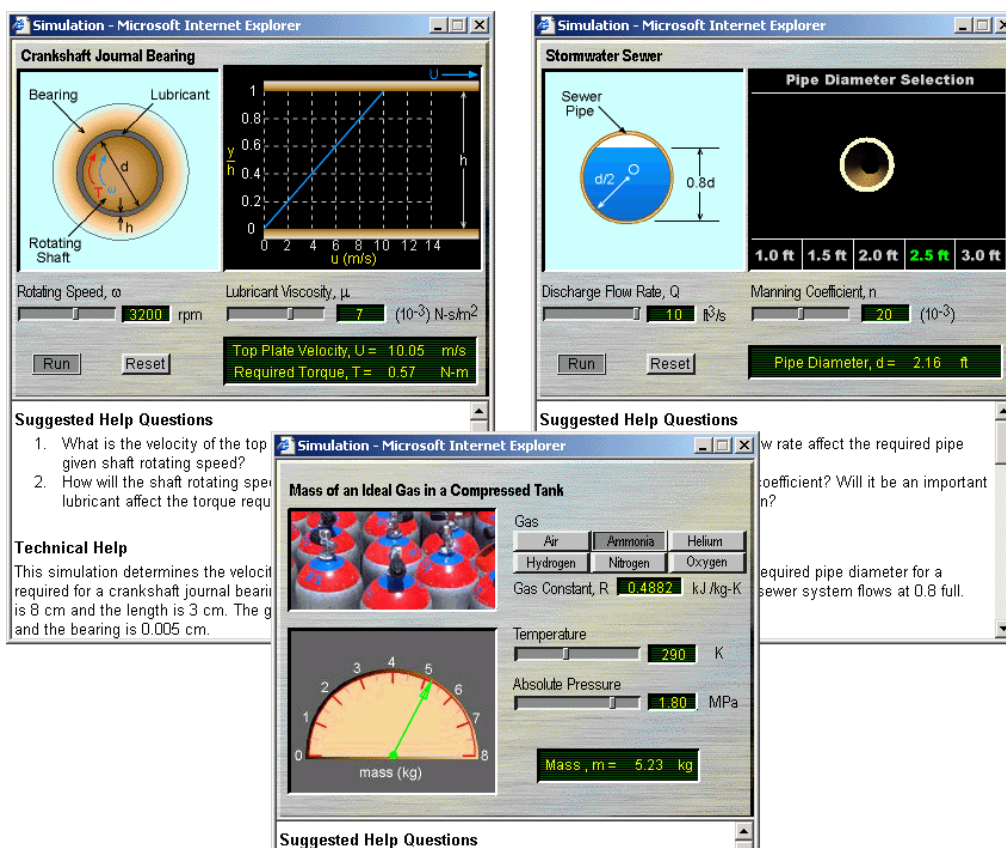 Simulation - Microsoft Internet Explorer
Crankshaft Journal Bearing
Bearing
Lubricant
d
T
ω
h
Rotating
Shaft
U
1
0.8
0.6
0.4
0.2
0
y
h
h
0 2 4 6 8 10 12 14
u (m/s)
Rotating Speed, ω
3200 rpm
Lubricant Viscosity, μ
7 (10⁻³) N-s/m²
Run
Reset
Top Plate Velocity, U = 10.05 m/s
Required Torque, T = 0.57 N-m
Suggested Help Questions
1. What is the velocity of the top
given shaft rotating speed?
2. How will the shaft rotating spe
lubricant affect the torque requ
Technical Help
This simulation determines the velocit
required for a crankshaft journal beari
is 8 cm and the length is 3 cm. The g
and the bearing is 0.005 cm.
Simulation - Microsoft Internet Explorer
Stormwater Sewer
Sewer
Pipe
d/2
O
0.8d
Pipe Diameter Selection
1.0 ft 1.5 ft 2.0 ft 2.5 ft 3.0 ft
Discharge Flow Rate, Q
10 ft³/s
Manning Coefficient, n
20 (10⁻³)
Run
Reset
Pipe Diameter, d = 2.16 ft
Suggested Help Questions
w rate affect the required pipe
coefficient? Will it be an important
n?
equired pipe diameter for a
sewer system flows at 0.8 full.
Simulation - Microsoft Internet Explorer
Mass of an Ideal Gas in a Compressed Tank
Gas
Air Ammonia Helium
Hydrogen Nitrogen Oxygen
Gas Constant, R 0.4882 kJ/kg-K
Temperature
290 K
Absolute Pressure
1.80 MPa
0 1 2 3 4 5 6 7 8
mass (kg)
Mass , m = 5.23 kg
Suggested Help Questions